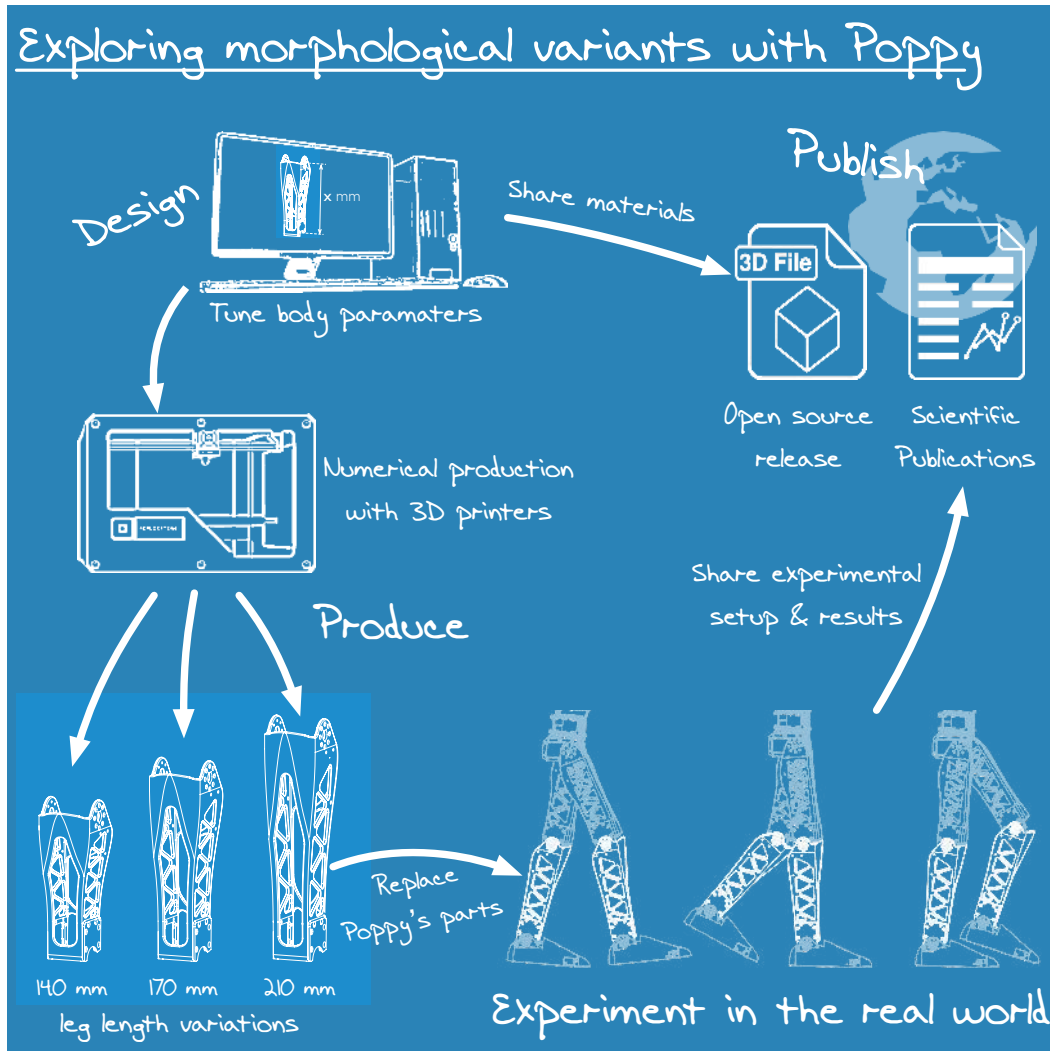 Exploring morphological variants with Poppy
Design
x mm
Tune body paramaters
Share materials
Publish
3D File
Open source
release
Scientific
Publications
Numerical production
with 3D printers
Produce
Share experimental
setup & results
140 mm
170 mm
210 mm
leg length variations
Replace
Poppy's parts
Experiment in the real world